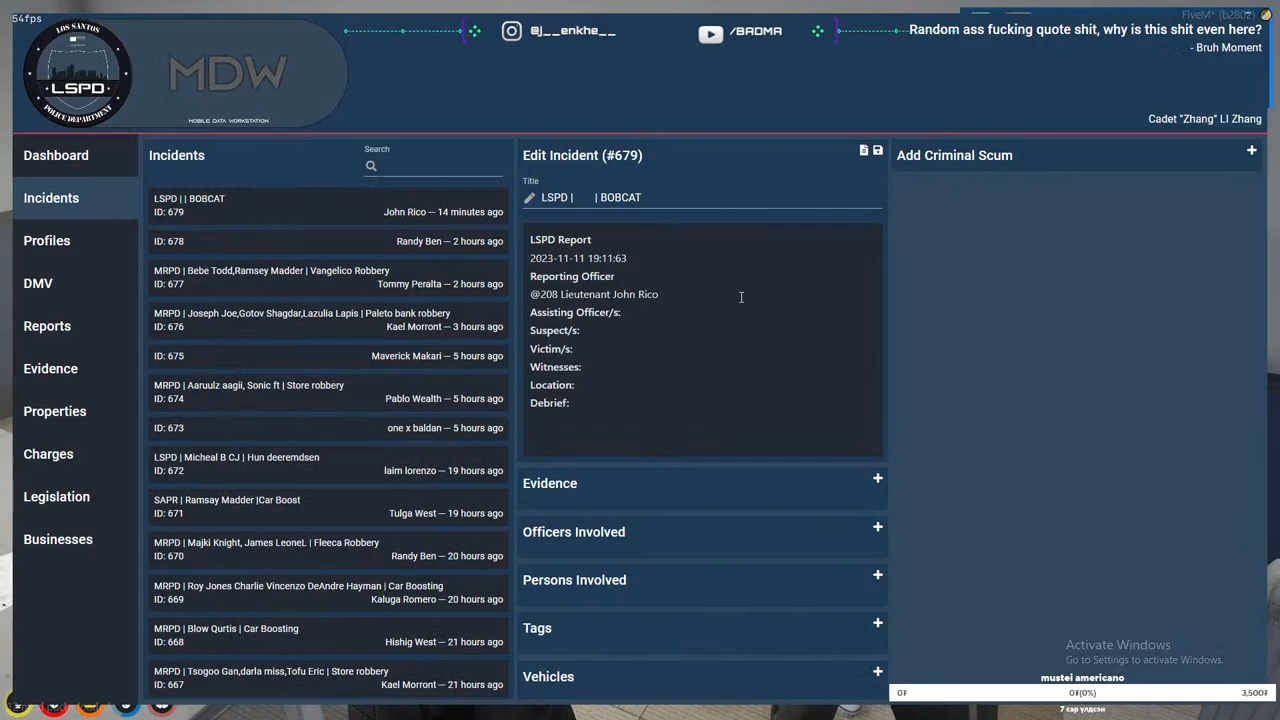 54fps
FiveM* (b2802)
LOS SANTOS
LSPD
POLICE DEPARTMENT
MDW
MOBILE DATA WORKSTATION
@j__enkhe__
/BADMA
Random ass fucking quote shit, why is this shit even here?
- Bruh Moment
Cadet "Zhang" LI Zhang
Dashboard
Incidents
Profiles
DMV
Reports
Evidence
Properties
Charges
Legislation
Businesses
Incidents
Search
LSPD | | BOBCAT
ID: 679 John Rico — 14 minutes ago
ID: 678 Randy Ben — 2 hours ago
MRPD | Bebe Todd,Ramsey Madder | Vangelico Robbery
ID: 677 Tommy Peralta — 2 hours ago
MRPD | Joseph Joe,Gotov Shagdar,Lazulia Lapis | Paleto bank robbery
ID: 676 Kael Morront — 3 hours ago
ID: 675 Maverick Makari — 5 hours ago
MRPD | Aaruulz aagii, Sonic ft | Store robbery
ID: 674 Pablo Wealth — 5 hours ago
ID: 673 one x baldan — 5 hours ago
LSPD | Micheal B CJ | Hun deeremdsen
ID: 672 laim lorenzo — 19 hours ago
SAPR | Ramsay Madder |Car Boost
ID: 671 Tulga West — 19 hours ago
MRPD | Majki Knight, James LeoneL | Fleeca Robbery
ID: 670 Randy Ben — 20 hours ago
MRPD | Roy Jones Charlie Vincenzo DeAndre Hayman | Car Boosting
ID: 669 Kaluga Romero — 20 hours ago
MRPD | Blow Qurtis | Car Boosting
ID: 668 Hishig West — 21 hours ago
MRPD | Tsogoo Gan,darla miss,Tofu Eric | Store robbery
ID: 667 Kael Morront — 21 hours ago
Edit Incident (#679)
Title
LSPD | | BOBCAT
LSPD Report
2023-11-11 19:11:63
Reporting Officer
@208 Lieutenant John Rico
Assisting Officer/s:
Suspect/s:
Victim/s:
Witnesses:
Location:
Debrief:
Evidence
Officers Involved
Persons Involved
Tags
Vehicles
Add Criminal Scum
Activate Windows
Go to Settings to activate Windows.
mustei americano
0₮ 0₮(0%) 3,500₮
7 сар үлдсэн